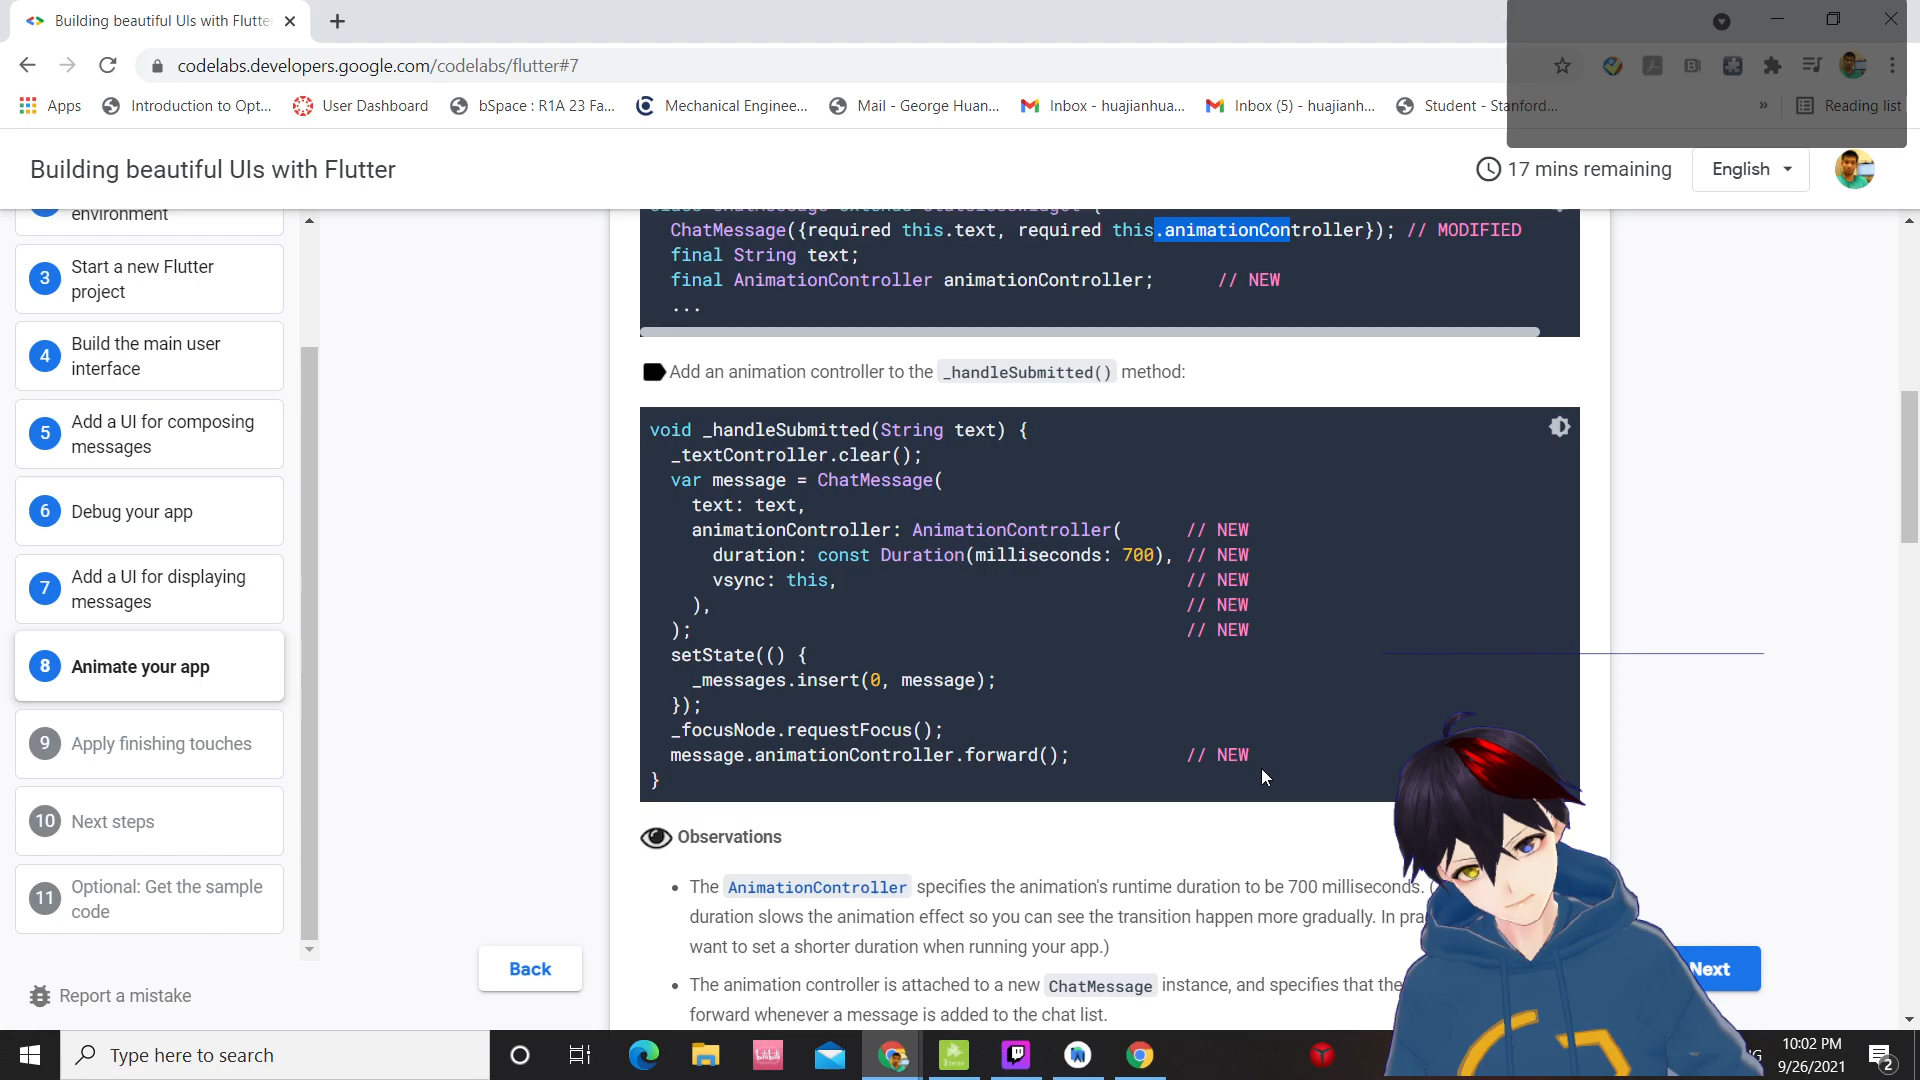 Building beautiful UIs with Flutte
codelabs.developers.google.com/codelabs/flutter#7
Apps
Introduction to Opt...
User Dashboard
bSpace : R1A 23 Fa...
Mechanical Enginee...
Mail - George Huan...
Inbox - huajianhua...
Inbox (5) - huajianh...
Student - Stanford...
»
Reading list
Building beautiful UIs with Flutter
17 mins remaining
English
environment
3
Start a new Flutter
project
4
Build the main user
interface
5
Add a UI for composing
messages
6
Debug your app
7
Add a UI for displaying
messages
8
Animate your app
9
Apply finishing touches
10
Next steps
11
Optional: Get the sample
code
Report a mistake
class ChatMessage extends StatelessWidget {
ChatMessage({required this.text, required this.animationController}); // MODIFIED
final String text;
final AnimationController animationController; // NEW
...
Add an animation controller to the _handleSubmitted() method:
void _handleSubmitted(String text) {
_textController.clear();
var message = ChatMessage(
text: text,
animationController: AnimationController( // NEW
duration: const Duration(milliseconds: 700), // NEW
vsync: this, // NEW
), // NEW
); // NEW
setState(() {
_messages.insert(0, message);
});
_focusNode.requestFocus();
message.animationController.forward(); // NEW
}
Observations
• The AnimationController specifies the animation's runtime duration to be 700 milliseconds. (
duration slows the animation effect so you can see the transition happen more gradually. In pra
want to set a shorter duration when running your app.)
• The animation controller is attached to a new ChatMessage instance, and specifies that the
forward whenever a message is added to the chat list.
Back
Next
Type here to search
10:02 PM
9/26/2021
2